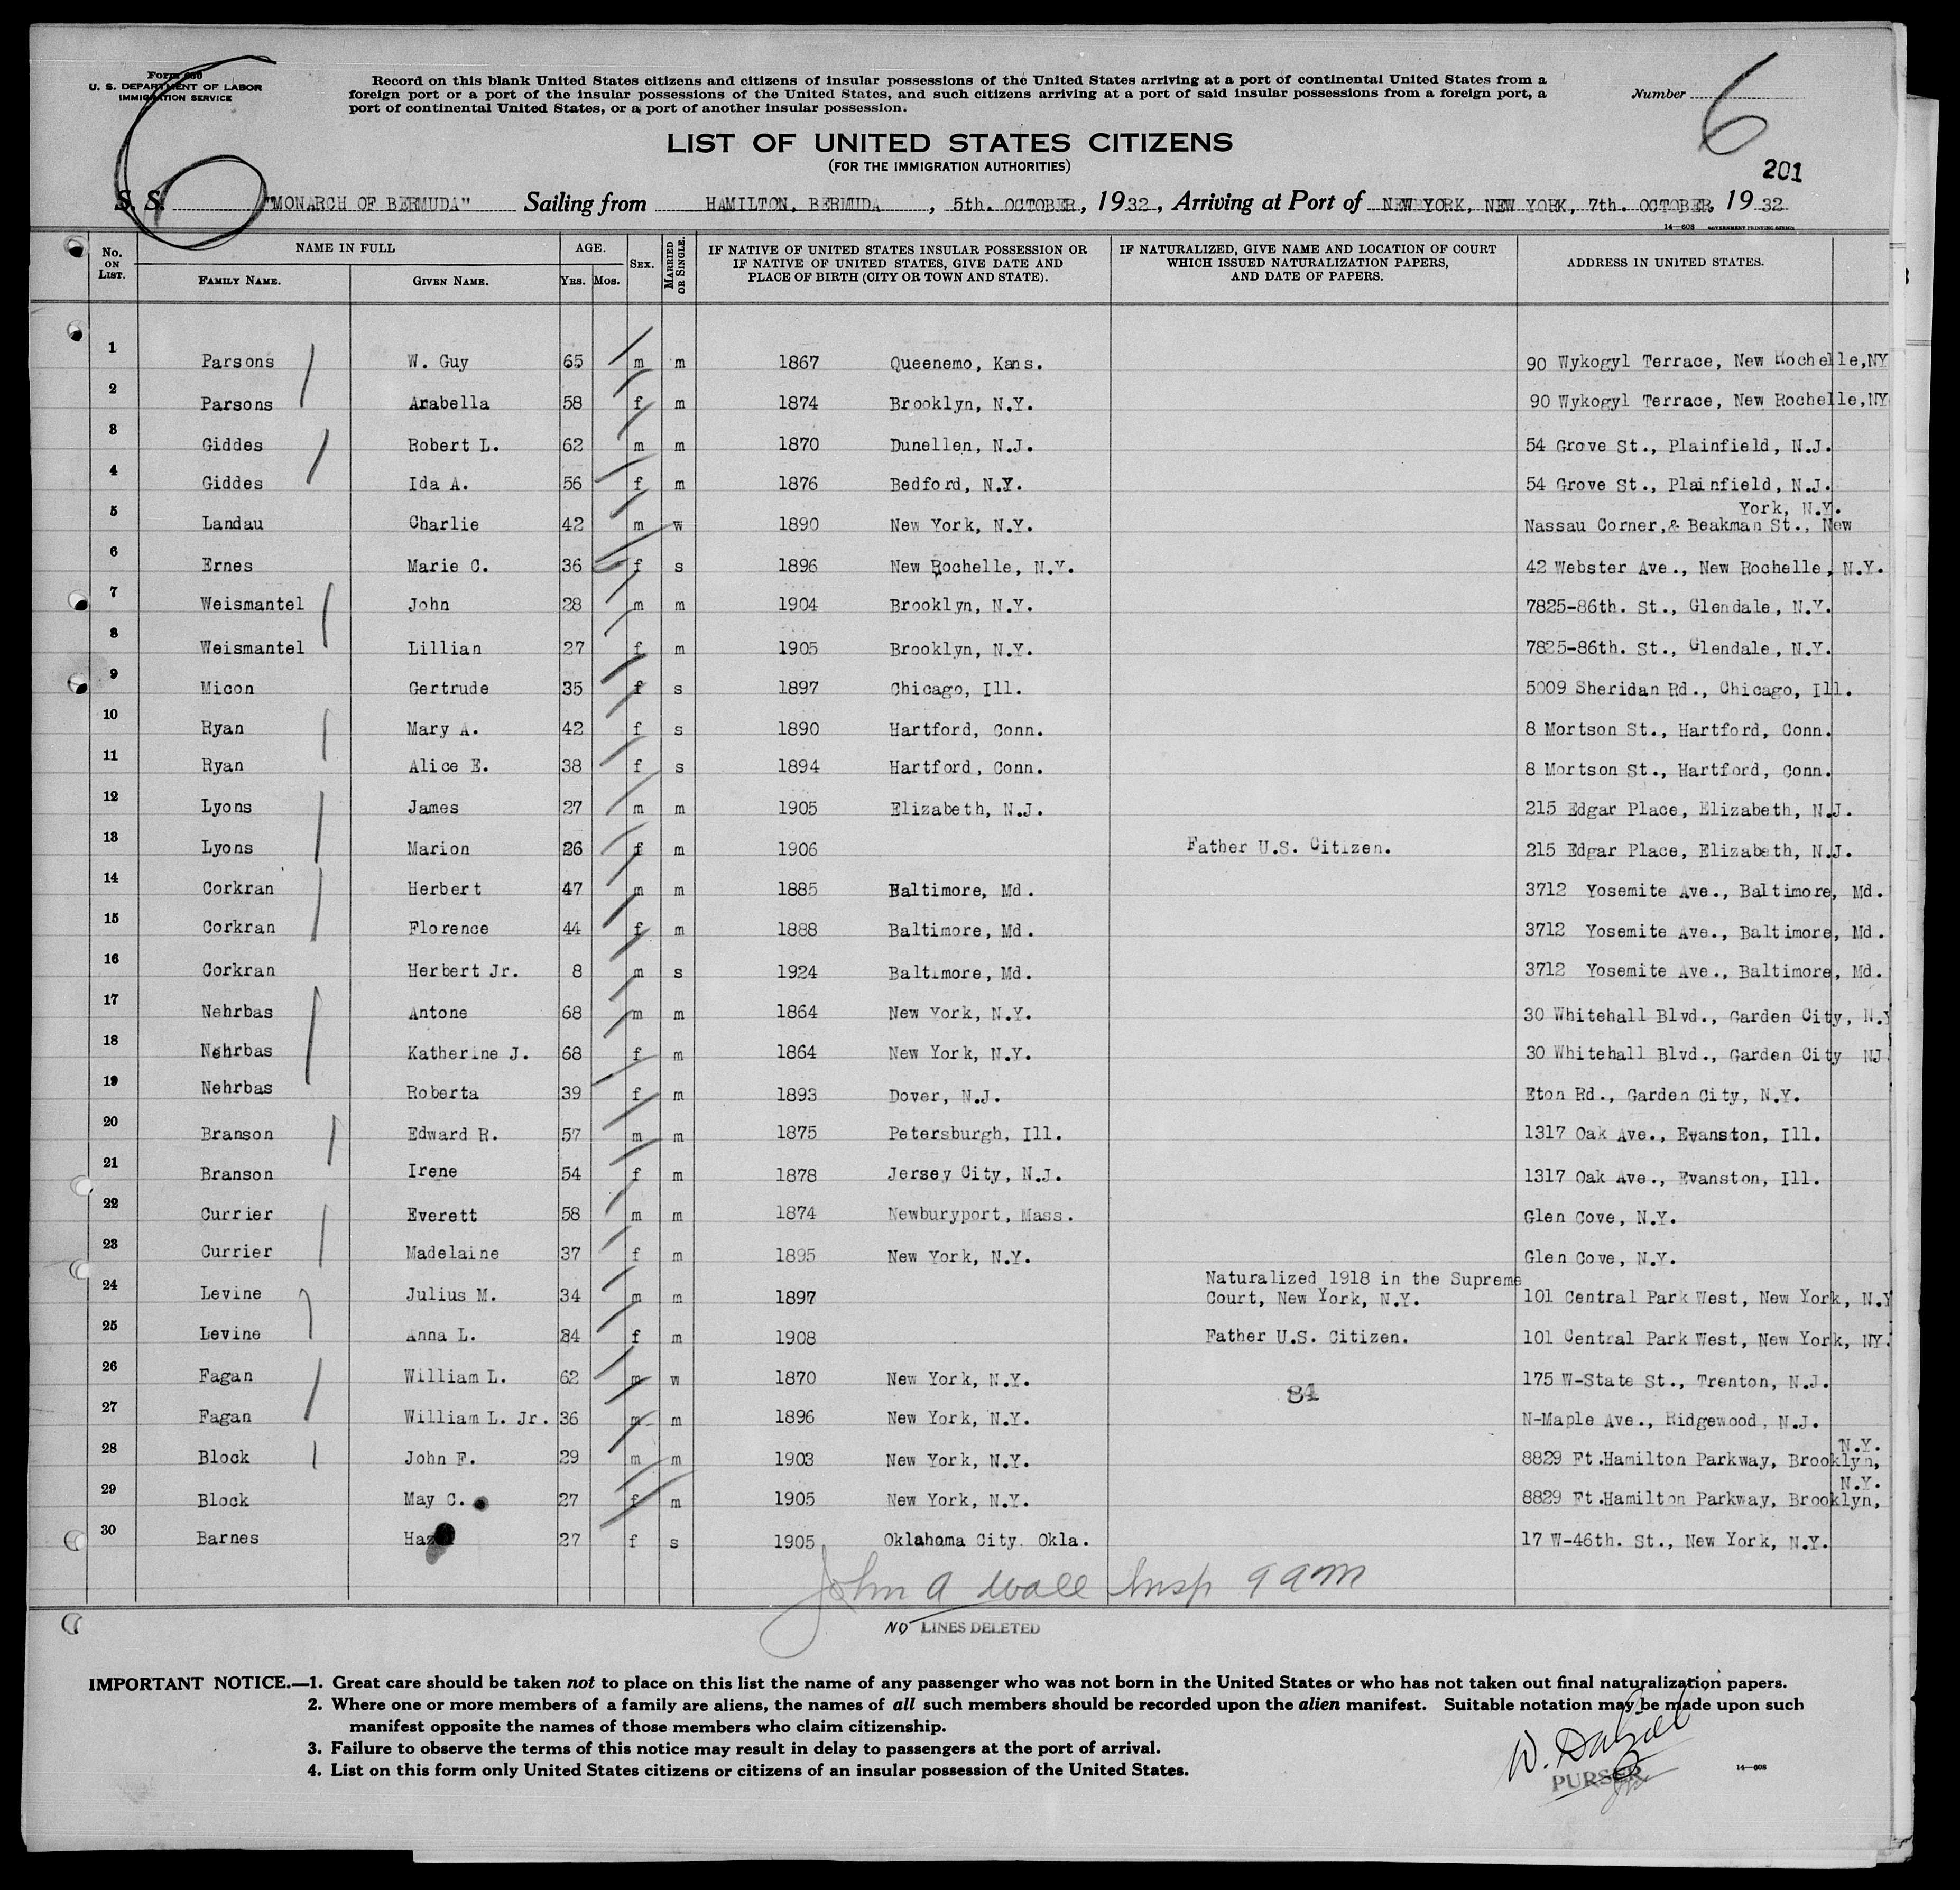 Form 630
U. S. DEPARTMENT OF LABOR
IMMIGRATION SERVICE
6
Record on this blank United States citizens and citizens of insular possessions of the United States arriving at a port of continental United States from a
foreign port or a port of the insular possessions of the United States, and such citizens arriving at a port of said insular possessions from a foreign port, a
port of continental United States, or a port of another insular possession.
Number 6
LIST OF UNITED STATES CITIZENS
(FOR THE IMMIGRATION AUTHORITIES)
201
S. S. "MONARCH OF BERMUDA" Sailing from HAMILTON, BERMUDA, 5th. OCTOBER, 1932, Arriving at Port of NEW YORK, NEW YORK, 7th. OCTOBER, 1932
14—608 GOVERNMENT PRINTING OFFICE
No. ON LIST. NAME IN FULL FAMILY NAME. GIVEN NAME. AGE. YRS. MOS. SEX. MARRIED OR SINGLE. IF NATIVE OF UNITED STATES INSULAR POSSESSION OR IF NATIVE OF UNITED STATES, GIVE DATE AND PLACE OF BIRTH (CITY OR TOWN AND STATE). IF NATURALIZED, GIVE NAME AND LOCATION OF COURT WHICH ISSUED NATURALIZATION PAPERS, AND DATE OF PAPERS. ADDRESS IN UNITED STATES.
1 Parsons W. Guy 65 m m 1867 Queenemo, Kans. 90 Wykogyl Terrace, New Rochelle,NY
2 Parsons Arabella 58 f m 1874 Brooklyn, N.Y. 90 Wykogyl Terrace, New Rochelle,NY
3 Giddes Robert L. 62 m m 1870 Dunellen, N.J. 54 Grove St., Plainfield, N.J.
4 Giddes Ida A. 56 f m 1876 Bedford, N.Y. 54 Grove St., Plainfield, N.J.
5 Landau Charlie 42 m w 1890 New York, N.Y. Nassau Corner,& Beakman St., New York, N.Y.
6 Ernes Marie C. 36 f s 1896 New Rochelle, N.Y. 42 Webster Ave., New Rochelle, N.Y.
7 Weismantel John 28 m m 1904 Brooklyn, N.Y. 7825-86th. St., Glendale, N.Y.
8 Weismantel Lillian 27 f m 1905 Brooklyn, N.Y. 7825-86th. St., Glendale, N.Y.
9 Micon Gertrude 35 f s 1897 Chicago, Ill. 5009 Sheridan Rd., Chicago, Ill.
10 Ryan Mary A. 42 f s 1890 Hartford, Conn. 8 Mortson St., Hartford, Conn.
11 Ryan Alice E. 38 f s 1894 Hartford, Conn. 8 Mortson St., Hartford, Conn.
12 Lyons James 27 m m 1905 Elizabeth, N.J. 215 Edgar Place, Elizabeth, N.J.
13 Lyons Marion 26 f m 1906 Father U.S. Citizen. 215 Edgar Place, Elizabeth, N.J.
14 Corkran Herbert 47 m m 1885 Baltimore, Md. 3712 Yosemite Ave., Baltimore, Md.
15 Corkran Florence 44 f m 1888 Baltimore, Md. 3712 Yosemite Ave., Baltimore, Md.
16 Corkran Herbert Jr. 8 m s 1924 Baltimore, Md. 3712 Yosemite Ave., Baltimore, Md.
17 Nehrbas Antone 68 m m 1864 New York, N.Y. 30 Whitehall Blvd., Garden City, N.Y
18 Nehrbas Katherine J. 68 f m 1864 New York, N.Y. 30 Whitehall Blvd., Garden City NJ
19 Nehrbas Roberta 39 f m 1893 Dover, N.J. Eton Rd., Garden City, N.Y.
20 Branson Edward R. 57 m m 1875 Petersburgh, Ill. 1317 Oak Ave., Evanston, Ill.
21 Branson Irene 54 f m 1878 Jersey City, N.J. 1317 Oak Ave., Evanston, Ill.
22 Currier Everett 58 m m 1874 Newburyport, Mass. Glen Cove, N.Y.
23 Currier Madelaine 37 f m 1895 New York, N.Y. Glen Cove, N.Y.
24 Levine Julius M. 34 m m 1897 Naturalized 1918 in the Supreme Court, New York, N.Y. 101 Central Park West, New York, N.Y
25 Levine Anna L. 24 f m 1908 Father U.S. Citizen. 101 Central Park West, New York, NY.
26 Fagan William L. 62 m w 1870 New York, N.Y. 175 W-State St., Trenton, N.J.
84
27 Fagan William L. Jr. 36 m m 1896 New York, N.Y. N-Maple Ave., Ridgewood, N.J.
28 Block John F. 29 m m 1903 New York, N.Y. 8829 Ft.Hamilton Parkway, Brooklyn, N.Y.
29 Block May C. 27 f m 1905 New York, N.Y. 8829 Ft.Hamilton Parkway, Brooklyn, N.Y.
30 Barnes 27 f s 1905 Oklahoma City, Okla. 17 W-46th. St., New York, N.Y.
John A Wall Insp 9 am
NO LINES DELETED
IMPORTANT NOTICE.—1. Great care should be taken not to place on this list the name of any passenger who was not born in the United States or who has not taken out final naturalization papers.
2. Where one or more members of a family are aliens, the names of all such members should be recorded upon the alien manifest. Suitable notation may be made upon such
manifest opposite the names of those members who claim citizenship.
3. Failure to observe the terms of this notice may result in delay to passengers at the port of arrival.
4. List on this form only United States citizens or citizens of an insular possession of the United States.
PURSER
14—608